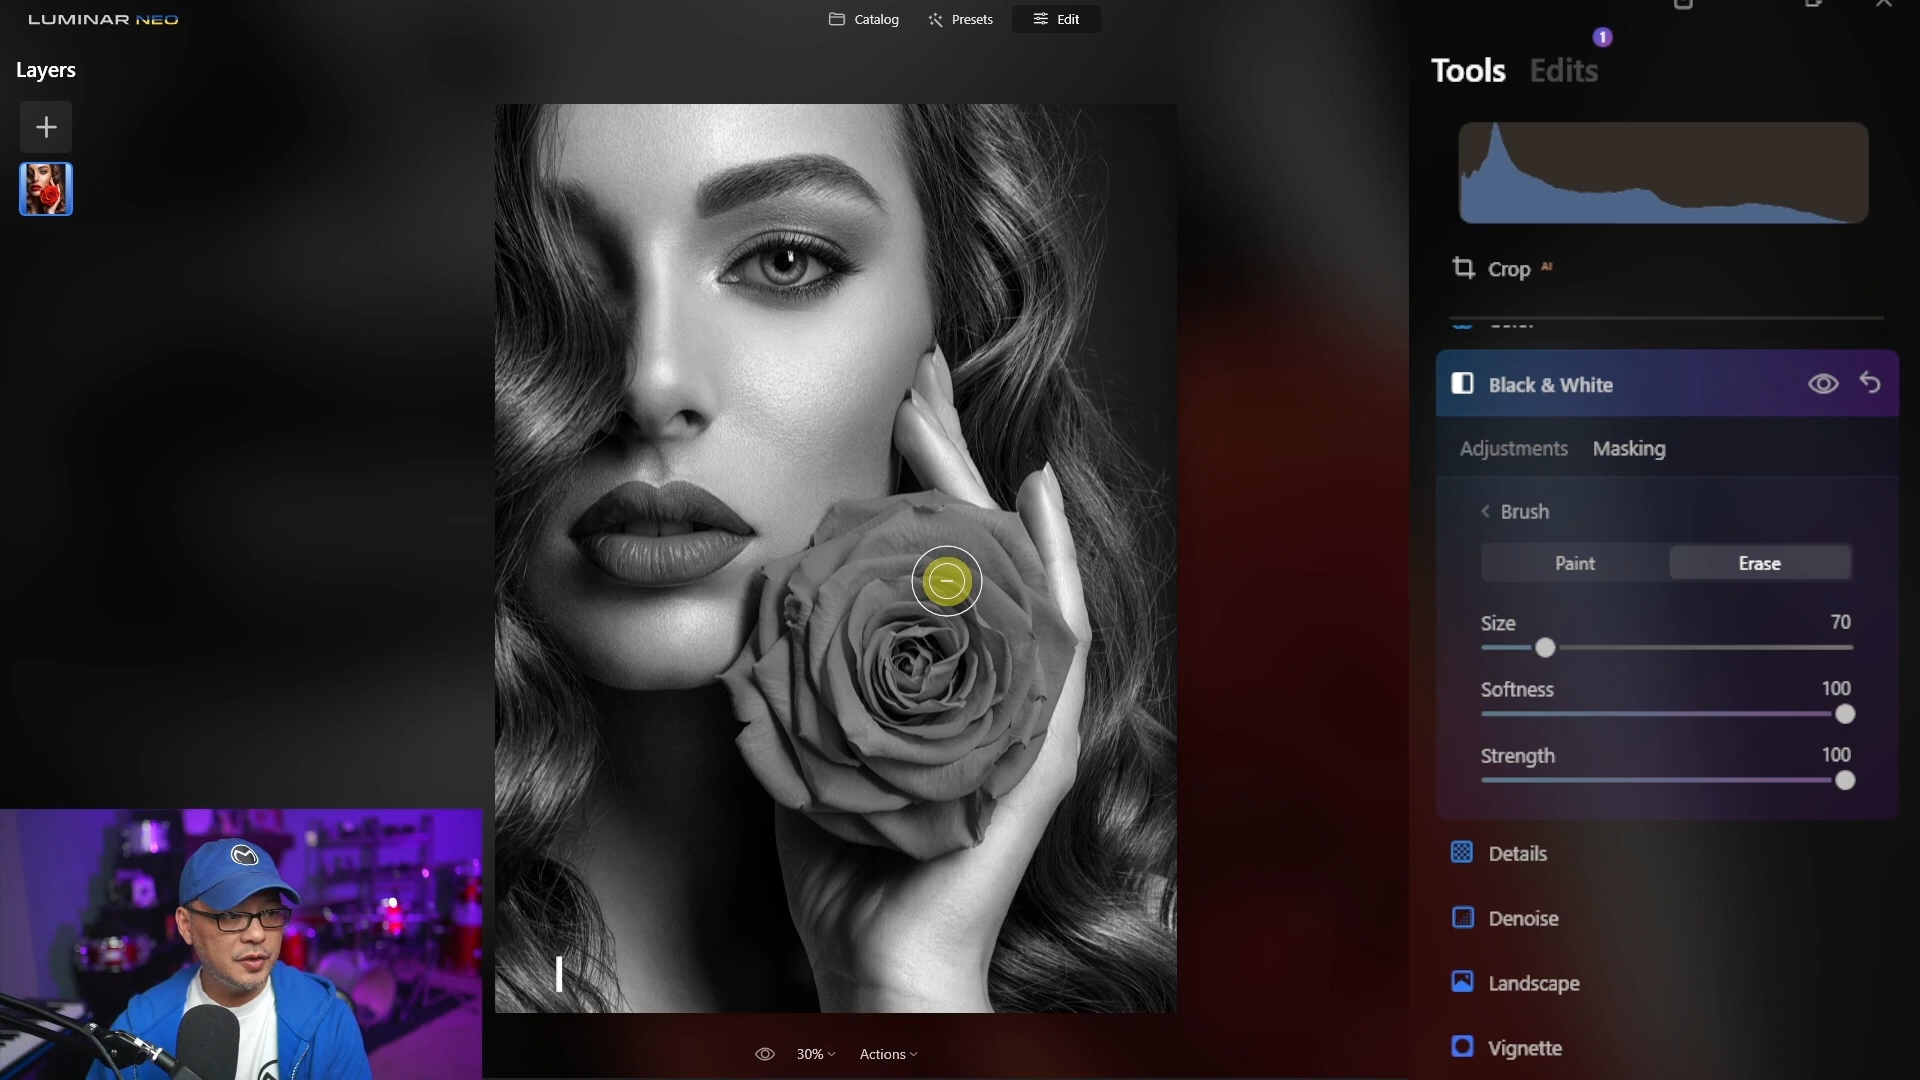 LUMINAR NEO
Catalog
Presets
Edit
Layers
1
Tools
Edits
Crop AI
Color
Black & White
Adjustments
Masking
Brush
Paint
Erase
Size
70
Softness
100
Strength
100
Details
Denoise
Landscape
Vignette
30%
Actions